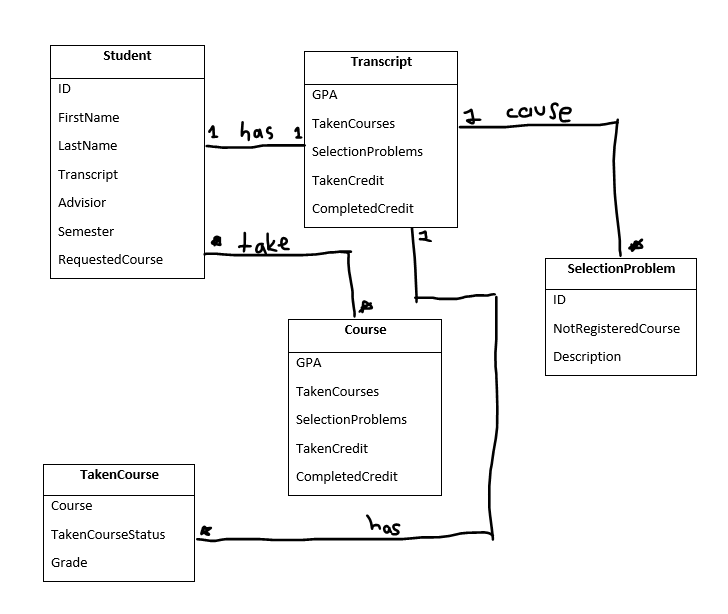 Student
ID
FirstName
LastName
Transcript
Advisior
Semester
RequestedCourse
1 has 1
Transcript
GPA
TakenCourses
SelectionProblems
TakenCredit
CompletedCredit
1 cause
*
* take
*
1
SelectionProblem
ID
NotRegisteredCourse
Description
Course
GPA
TakenCourses
SelectionProblems
TakenCredit
CompletedCredit
TakenCourse
Course
TakenCourseStatus
Grade
* has